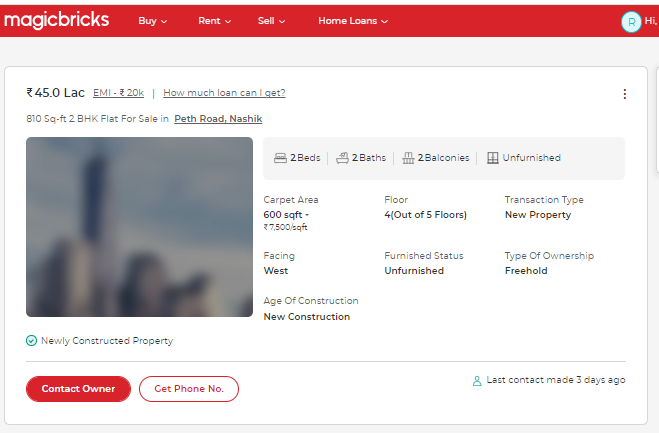 magicbricks Buy Rent Sell Home Loans R Hi,
₹45.0 Lac EMI - ₹20k | How much loan can I get?
810 Sq-ft 2 BHK Flat For Sale in Peth Road, Nashik
2 Beds 2 Baths 2 Balconies Unfurnished
Carpet Area Floor Transaction Type
600 sqft - 4(Out of 5 Floors) New Property
₹7,500/sqft
Facing Furnished Status Type Of Ownership
West Unfurnished Freehold
Age Of Construction
New Construction
Newly Constructed Property
Contact Owner Get Phone No. Last contact made 3 days ago